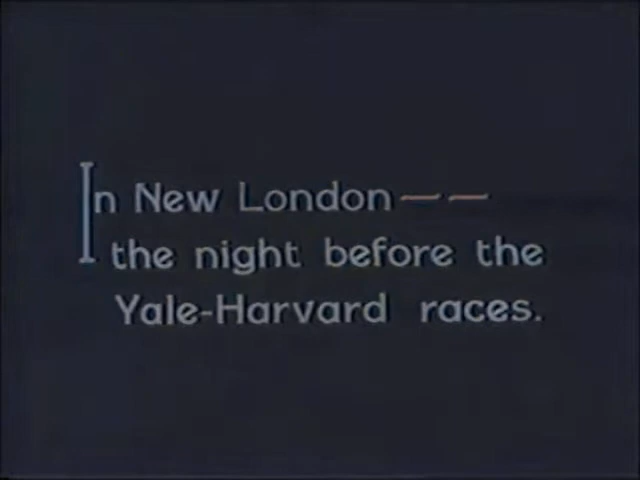 In New London — —
the night before the
Yale-Harvard races.